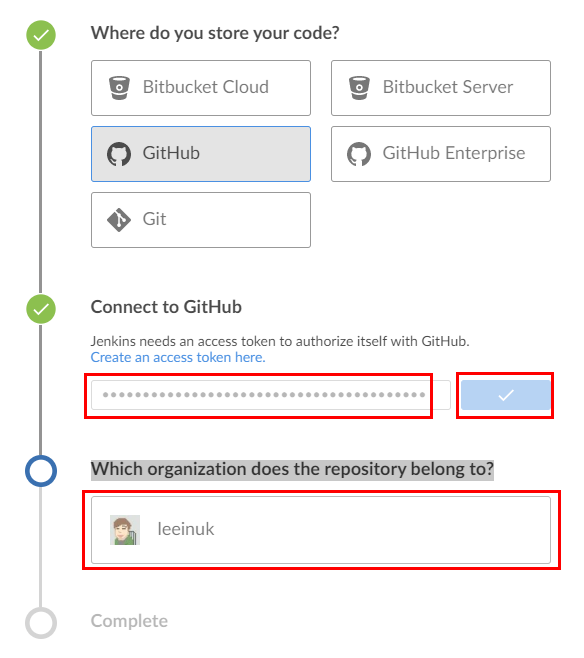 Where do you store your code?
Bitbucket Cloud
Bitbucket Server
GitHub
GitHub Enterprise
Git
Connect to GitHub
Jenkins needs an access token to authorize itself with GitHub.
Create an access token here.
Which organization does the repository belong to?
leeinuk
Complete